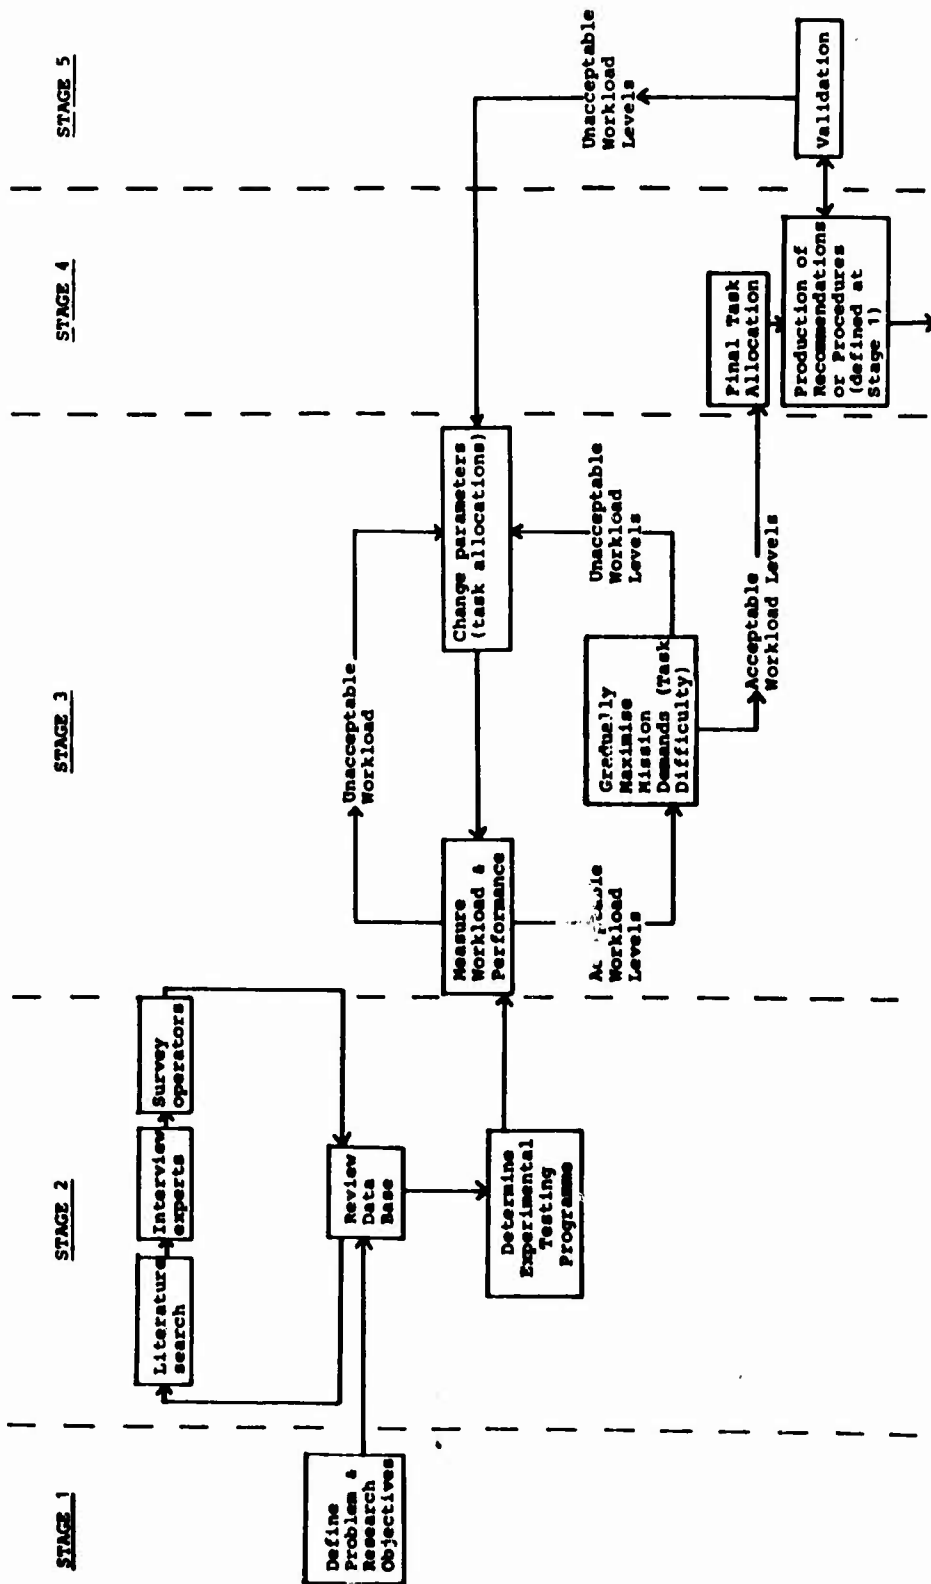 STAGE 1
STAGE 2
STAGE 3
STAGE 4
STAGE 5
Define
Problem &
Research
Objectives
Literature
search
Interview
experts
Survey
operators
Review
Data
Base
Determine
Experimental
Testing
Programme
Measure
Workload &
Performance
Unacceptable
Workload
Change parameters
(task allocations)
Workload
Levels
Gradually
Maximise
Mission
Demands (Task
Difficulty)
Unacceptable
Workload
Levels
Acceptable
Workload Levels
Final Task
Allocation
Production of
Recommendations
or Procedures
(defined at
Stage 1)
Unacceptable
Workload
Levels
Validation